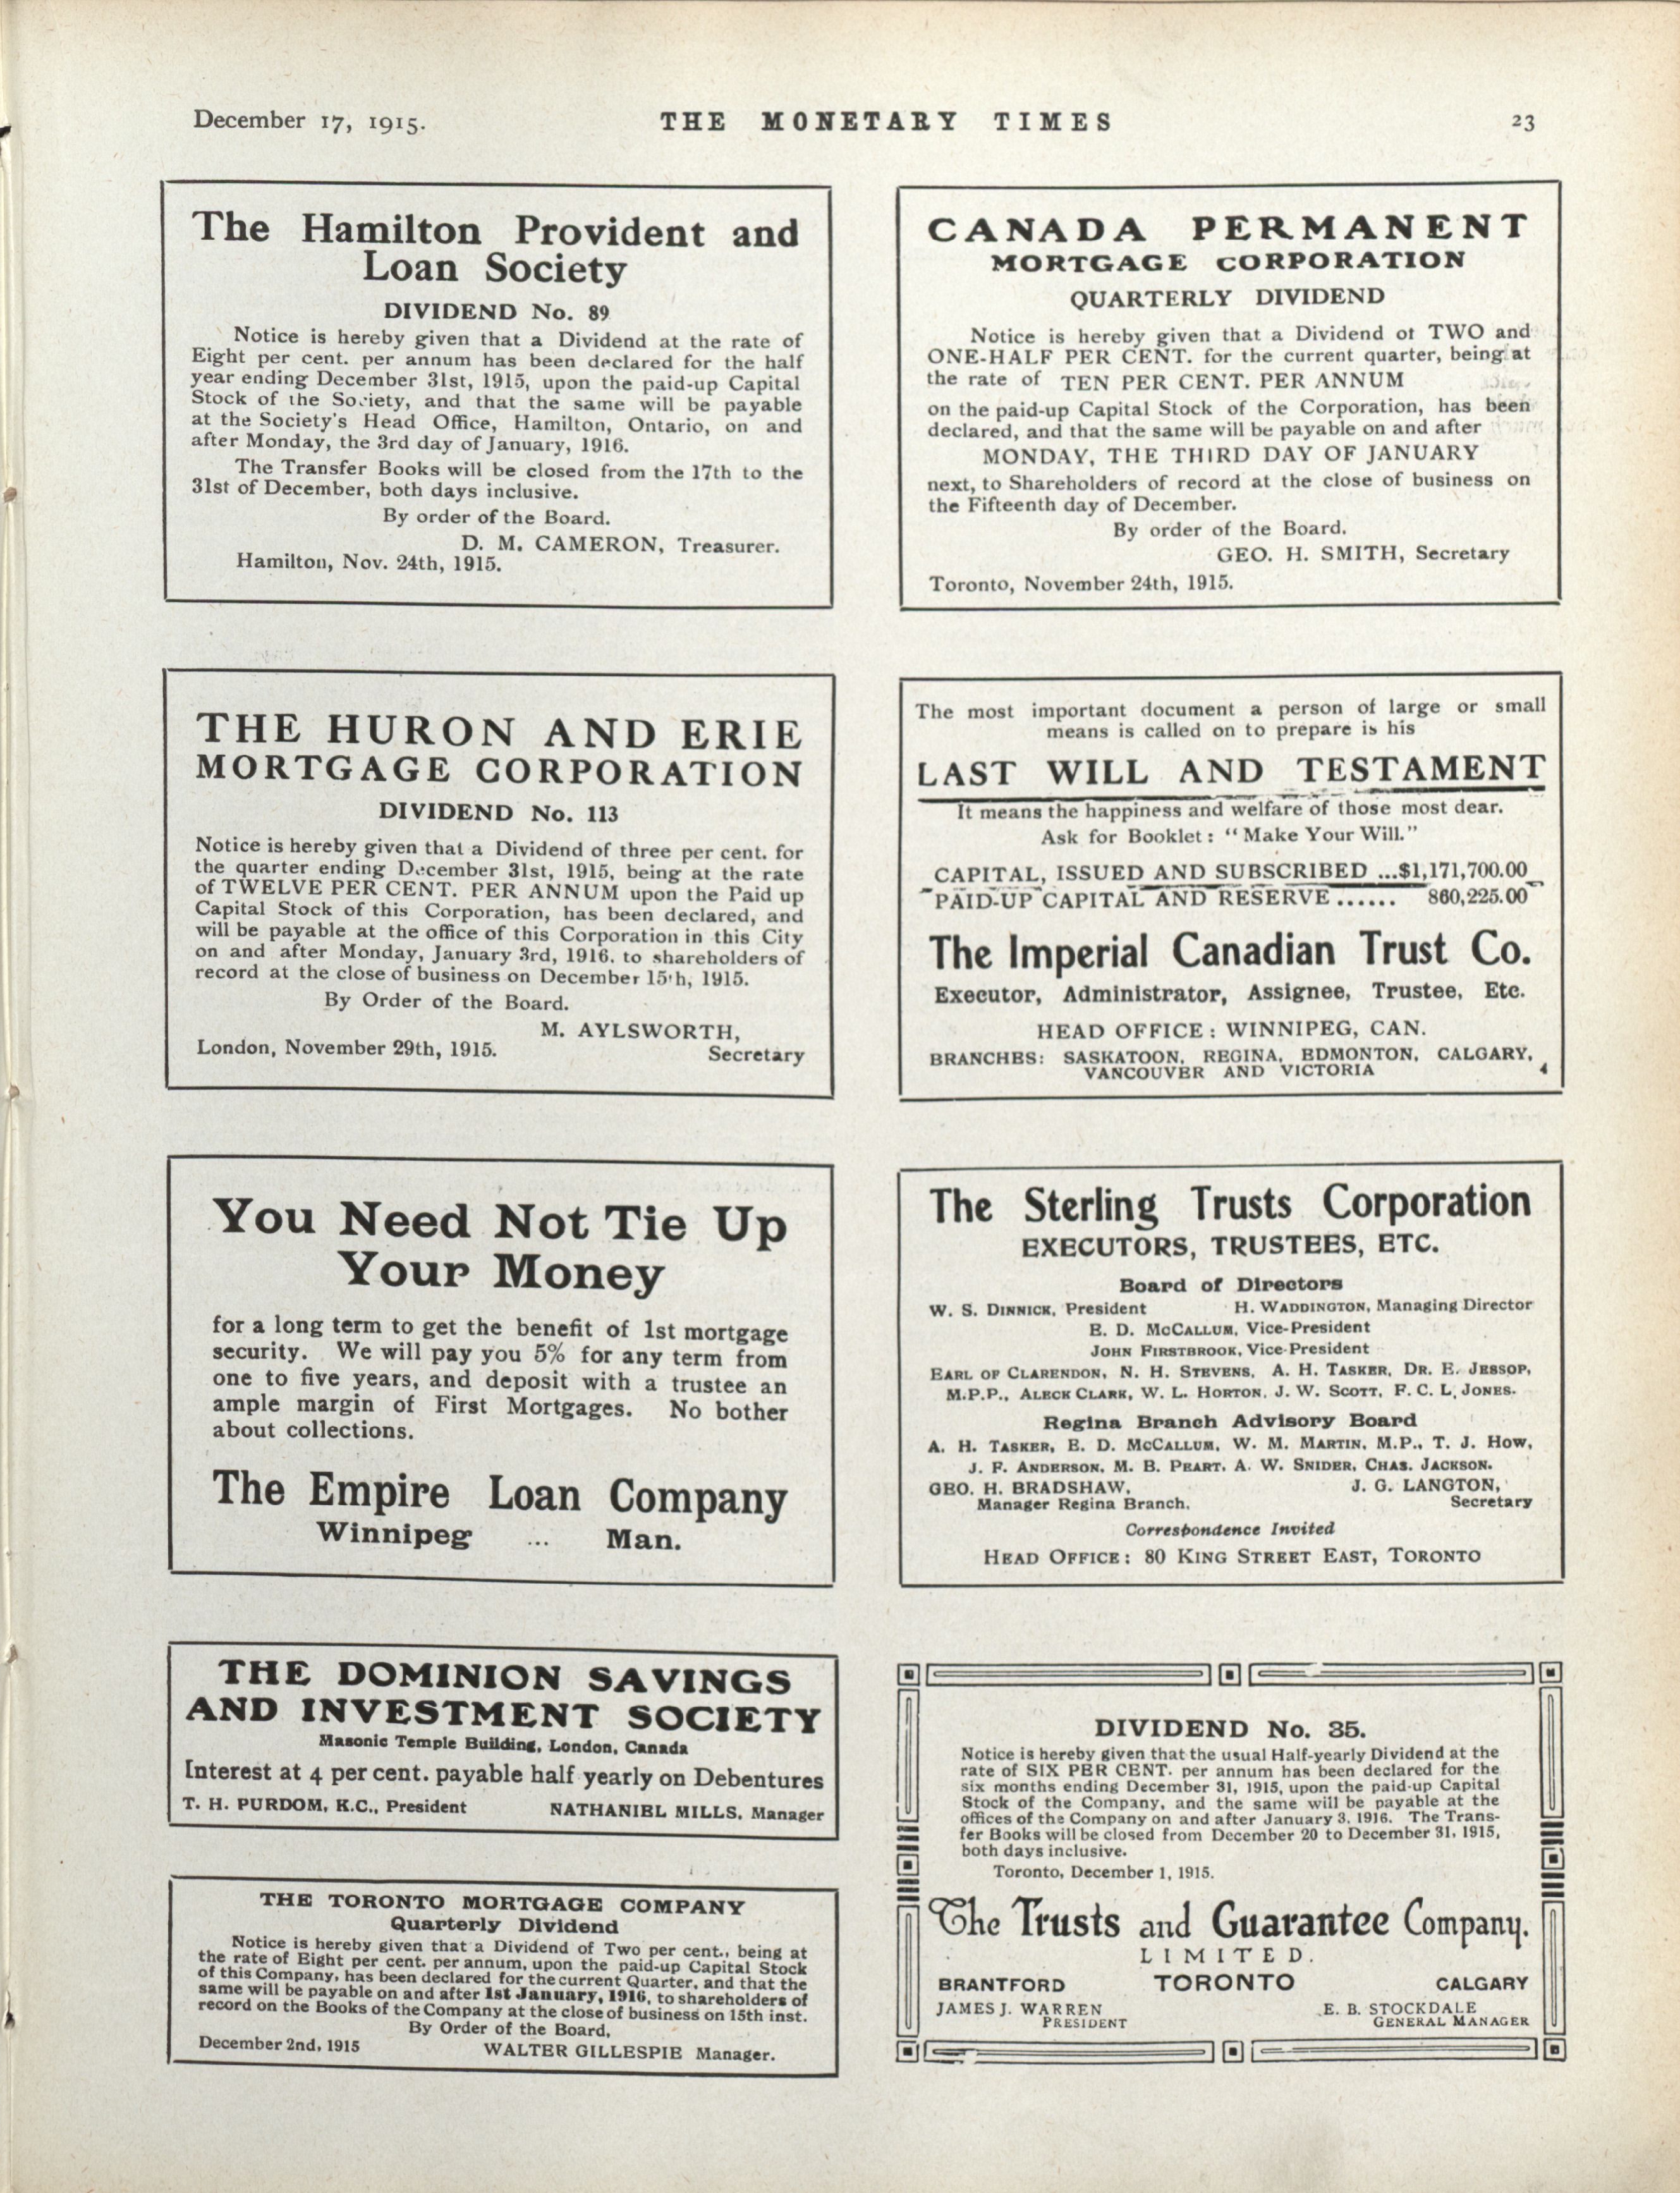 December 17, 1915.
THE MONETARY TIMES
23
The Hamilton Provident and
Loan Society
DIVIDEND No. 89
Notice is hereby given that a Dividend at the rate of
Eight per cent. per annum has been declared for the half
year ending December 31st, 1915, upon the paid-up Capital
Stock of the Society, and that the same will be payable
at the Society's Head Office, Hamilton, Ontario, on and
after Monday, the 3rd day of January, 1916.
The Transfer Books will be closed from the 17th to the
31st of December, both days inclusive.
By order of the Board.
D. M. CAMERON, Treasurer.
Hamilton, Nov. 24th, 1915.
THE HURON AND ERIE
MORTGAGE CORPORATION
DIVIDEND No. 113
Notice is hereby given that a Dividend of three per cent. for
the quarter ending December 31st, 1915, being at the rate
of TWELVE PER CENT. PER ANNUM upon the Paid up
Capital Stock of this Corporation, has been declared, and
will be payable at the office of this Corporation in this City
on and after Monday, January 3rd, 1916. to shareholders of
record at the close of business on December 15th, 1915.
By Order of the Board.
M. AYLSWORTH,
London, November 29th, 1915.
Secretary
You Need Not Tie Up
Your Money
for a long term to get the benefit of 1st mortgage
security. We will pay you 5% for any term from
one to five years, and deposit with a trustee an
ample margin of First Mortgages. No bother
about collections.
The Empire Loan Company
Winnipeg ... Man.
THE DOMINION SAVINGS
AND INVESTMENT SOCIETY
Masonic Temple Building, London, Canada
Interest at 4 per cent. payable half yearly on Debentures
T. H. PURDOM, K.C., President NATHANIEL MILLS, Manager
THE TORONTO MORTGAGE COMPANY
Quarterly Dividend
Notice is hereby given that a Dividend of Two per cent., being at
the rate of Eight per cent. per annum, upon the paid-up Capital Stock
of this Company, has been declared for the current Quarter, and that the
same will be payable on and after 1st January, 1916, to shareholders of
record on the Books of the Company at the close of business on 15th inst.
By Order of the Board,
December 2nd, 1915 WALTER GILLESPIE Manager.
CANADA PERMANENT
MORTGAGE CORPORATION
QUARTERLY DIVIDEND
Notice is hereby given that a Dividend of TWO and
ONE-HALF PER CENT. for the current quarter, being at
the rate of TEN PER CENT. PER ANNUM
on the paid-up Capital Stock of the Corporation, has been
declared, and that the same will be payable on and after
MONDAY, THE THIRD DAY OF JANUARY
next, to Shareholders of record at the close of business on
the Fifteenth day of December.
By order of the Board.
GEO. H. SMITH, Secretary
Toronto, November 24th, 1915.
The most important document a person of large or small
means is called on to prepare is his
LAST WILL AND TESTAMENT
It means the happiness and welfare of those most dear.
Ask for Booklet: "Make Your Will."
CAPITAL, ISSUED AND SUBSCRIBED ...$1,171,700.00
PAID-UP CAPITAL AND RESERVE ...... 860,225.00
The Imperial Canadian Trust Co.
Executor, Administrator, Assignee, Trustee, Etc.
HEAD OFFICE: WINNIPEG, CAN.
BRANCHES: SASKATOON, REGINA, EDMONTON, CALGARY,
VANCOUVER AND VICTORIA
4
The Sterling Trusts Corporation
EXECUTORS, TRUSTEES, ETC.
Board of Directors
W. S. DINNICK, President H. WADDINGTON, Managing Director
E. D. McCALLUM, Vice-President
JOHN FIRSTBROOK, Vice-President
EARL OF CLARENDON, N. H. STEVENS, A. H. TASKER, DR. E. JESSOP,
M.P.P., ALECK CLARK, W. L. HORTON, J. W. SCOTT, F. C. L. JONES.
Regina Branch Advisory Board
A. H. TASKER, E. D. McCALLUM, W. M. MARTIN, M.P., T. J. HOW,
J. F. ANDERSON, M. B. PEART, A. W. SNIDER, CHAS. JACKSON.
GEO. H. BRADSHAW, J. G. LANGTON,
Manager Regina Branch. Secretary
Correspondence Invited
HEAD OFFICE: 80 KING STREET EAST, TORONTO
DIVIDEND No. 35.
Notice is hereby given that the usual Half-yearly Dividend at the
rate of SIX PER CENT. per annum has been declared for the
six months ending December 31, 1915, upon the paid-up Capital
Stock of the Company, and the same will be payable at the
offices of the Company on and after January 3, 1916. The Trans-
fer Books will be closed from December 20 to December 31, 1915,
both days inclusive.
Toronto, December 1, 1915.
The Trusts and Guarantee Company.
LIMITED.
BRANTFORD TORONTO CALGARY
JAMES J. WARREN E. B. STOCKDALE
PRESIDENT GENERAL MANAGER